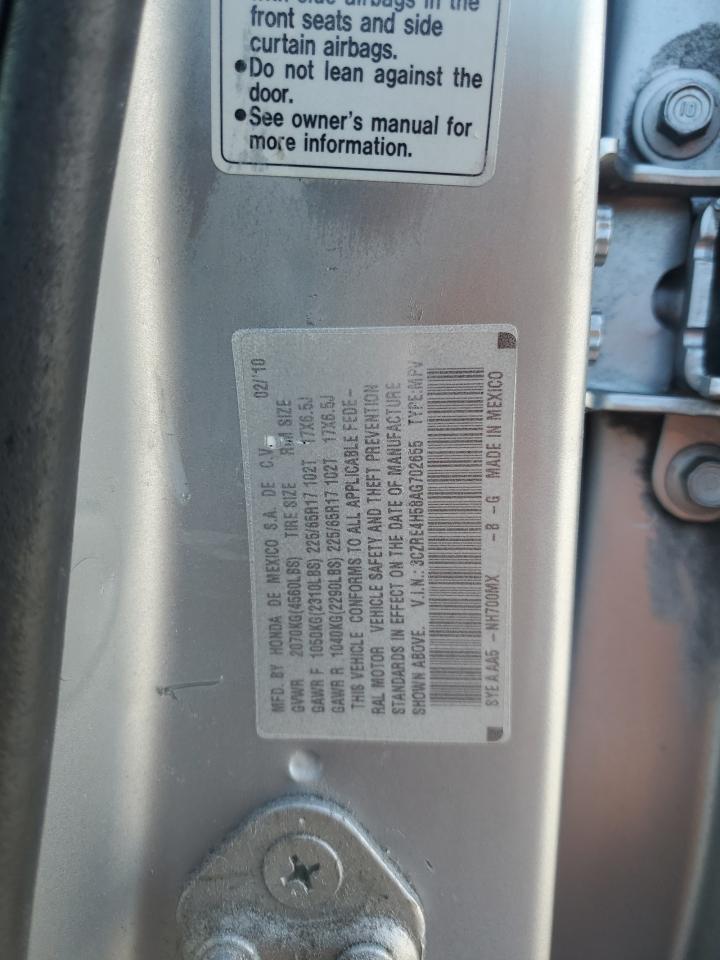 front seats and side
curtain airbags.
●Do not lean against the
door.
●See owner's manual for
more information.
MFD. BY HONDA DE MEXICO S.A. DE C.V. 02/10
GVWR 2070KG(4560LBS) TIRE SIZE RIM SIZE
GAWR F 1050KG(2310LBS) 225/65R17 102T 17X6.5J
GAWR R 1040KG(2290LBS) 225/65R17 102T 17X6.5J
THIS VEHICLE CONFORMS TO ALL APPLICABLE FEDE-
RAL MOTOR VEHICLE SAFETY AND THEFT PREVENTION
STANDARDS IN EFFECT ON THE DATE OF MANUFACTURE
SHOWN ABOVE. V.I.N.: 3CZRE4H58AG702655 TYPE:MPV
SYEAAA5 -NH700MX -B -G MADE IN MEXICO
10